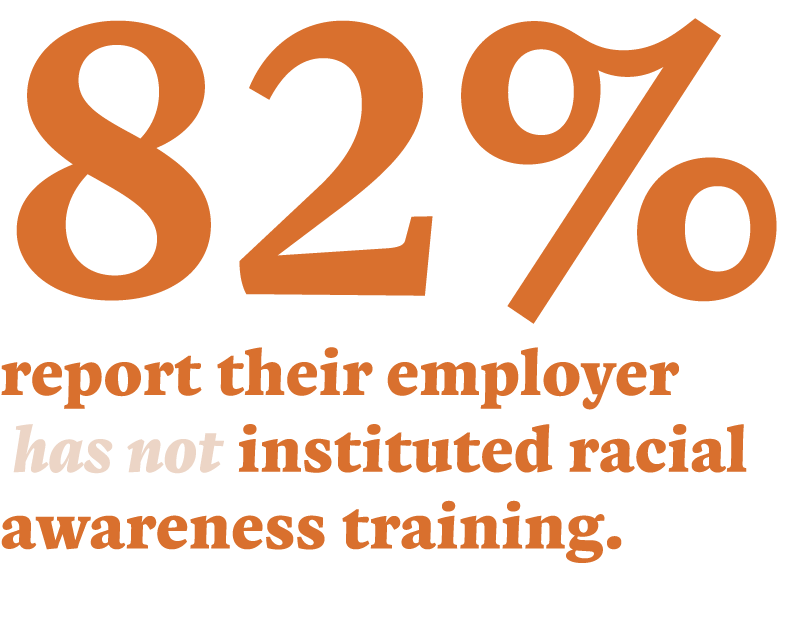 82%
report their employer
has not instituted racial
awareness training.